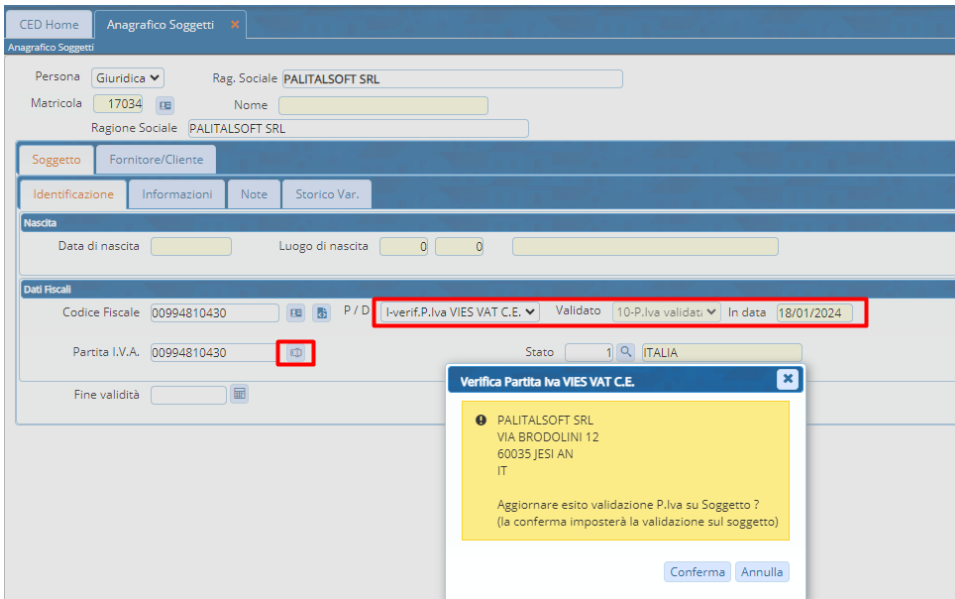 CED Home Anagrafico Soggetti ×
Anagrafico Soggetti
Persona Giuridica Rag. Sociale PALITALSOFT SRL
Matricola 17034 Nome
Ragione Sociale PALITALSOFT SRL
Soggetto Fornitore/Cliente
Identificazione Informazioni Note Storico Var.
Nascita
Data di nascita Luogo di nascita 0 0
Dati Fiscali
Codice Fiscale 00994810430 P / D I-verif.P.Iva VIES VAT C.E. Validato 10-P.Iva validat In data 18/01/2024
Partita I.V.A. 00994810430 Stato 1 ITALIA
Fine validità
Verifica Partita Iva VIES VAT C.E.
PALITALSOFT SRL
VIA BRODOLINI 12
60035 JESI AN
IT
Aggiornare esito validazione P.Iva su Soggetto ?
(la conferma imposterà la validazione sul soggetto)
Conferma Annulla